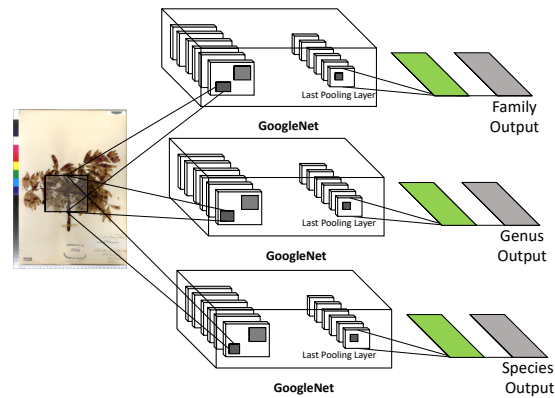 Last Pooling Layer
GoogleNet
Family
Output
Last Pooling Layer
GoogleNet
Genus
Output
Last Pooling Layer
GoogleNet
Species
Output